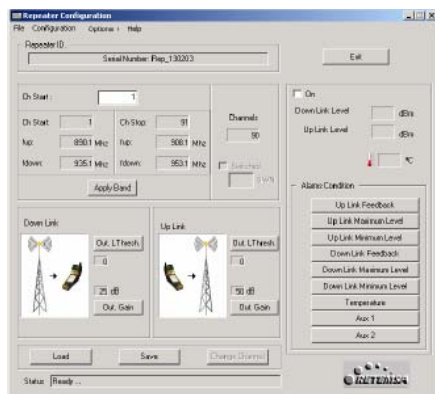 Repeater Configuration
File Configuration Options Help
Repeater ID
Serial Number: Rep_130203
Exit
Ch Start :
1
Ch Start
1
Ch Stop:
91
fup:
890.1 Mhz
fup:
908.1 Mhz
fdown:
935.1 Mhz
fdown:
953.1 Mhz
Apply Band
Channels
90
Switched
On
Down Link Level
dBm
Up Link Level
dBm
ºC
Alarms Condition
Up Link Feedback
Up Link Maximum Level
Up Link Minimum Level
Down Link Feedback
Down Link Maximum Level
Down Link Minimum Level
Temperature
Aux 1
Aux 2
Down Link
Out. LThresh.
0
25 dB
Out. Gain
Up Link
Out. LThresh.
0
50 dB
Out. Gain
Load
Save
Change Channel
Status
Ready ...